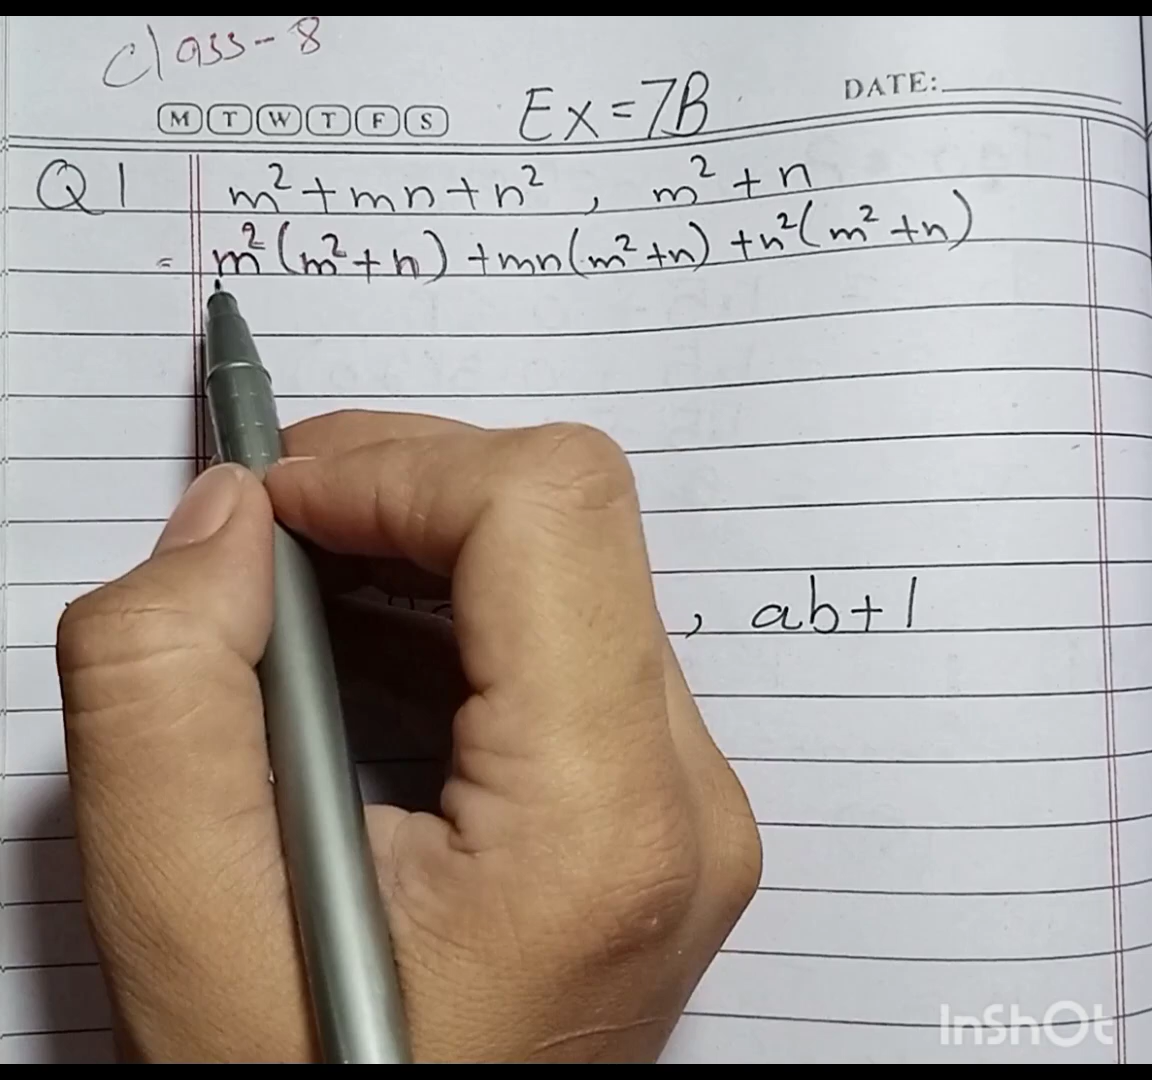 Class-8
M T W T F S Ex=7B DATE:
Q1 m²+mn+n², m²+n
= m²(m²+n)+mn(m²+n)+n²(m²+n)
, ab+1
InShOt